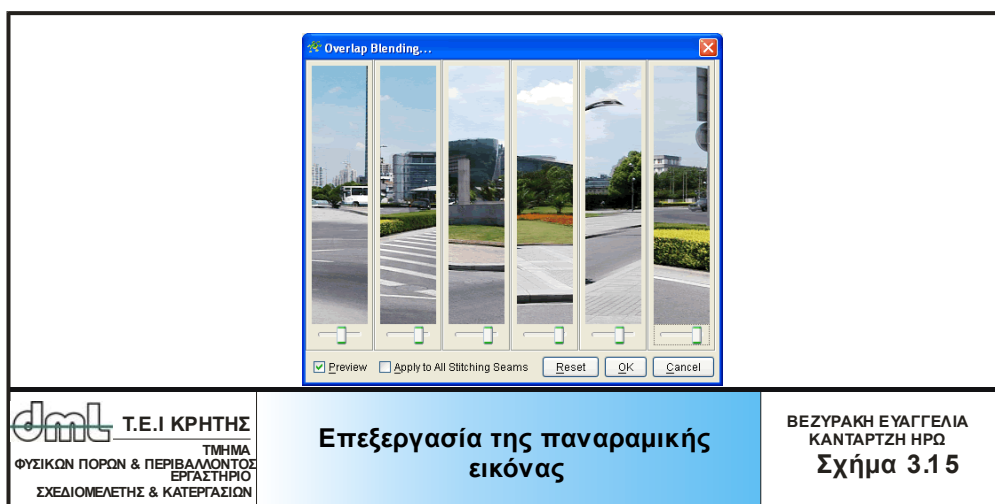 Overlap Blending...
Preview
Apply to All Stitching Seams
Reset
OK
Cancel
dml
Τ.Ε.Ι ΚΡΗΤΗΣ
ΤΜΗΜΑ
ΦΥΣΙΚΩΝ ΠΟΡΩΝ & ΠΕΡΙΒΑΛΛΟΝΤΟΣ
ΕΡΓΑΣΤΗΡΙΟ
ΣΧΕΔΙΟΜΕΛΕΤΗΣ & ΚΑΤΕΡΓΑΣΙΩΝ
Επεξεργασία της παναραμικής
εικόνας
ΒΕΖΥΡΑΚΗ ΕΥΑΓΓΕΛΙΑ
ΚΑΝΤΑΡΤΖΗ ΗΡΩ
Σχήμα 3.15